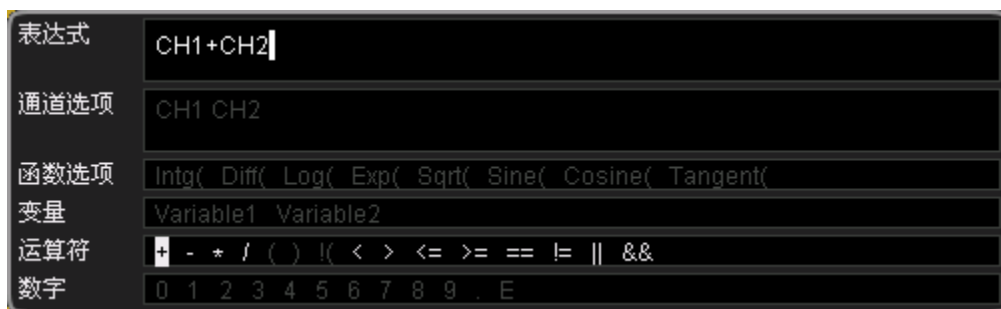 表达式 CH1+CH2
通道选项 CH1 CH2
函数选项 Intg( Diff( Log( Exp( Sqrt( Sine( Cosine( Tangent(
变量 Variable1 Variable2
运算符 + - * / ( ) !( < > <= >= == != || &&
数字 0 1 2 3 4 5 6 7 8 9 . E